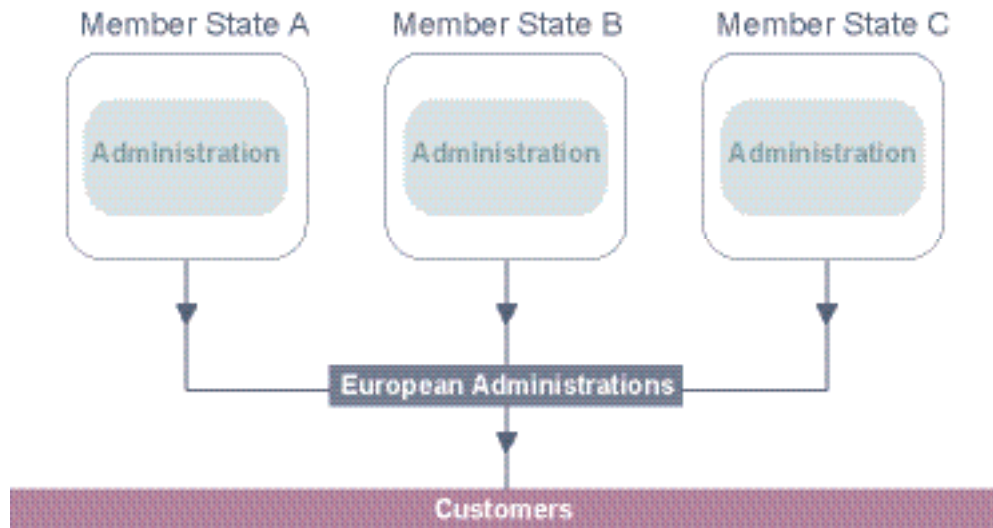 Member State A
Member State B
Member State C
Administration
Administration
Administration
European Administrations
Customers